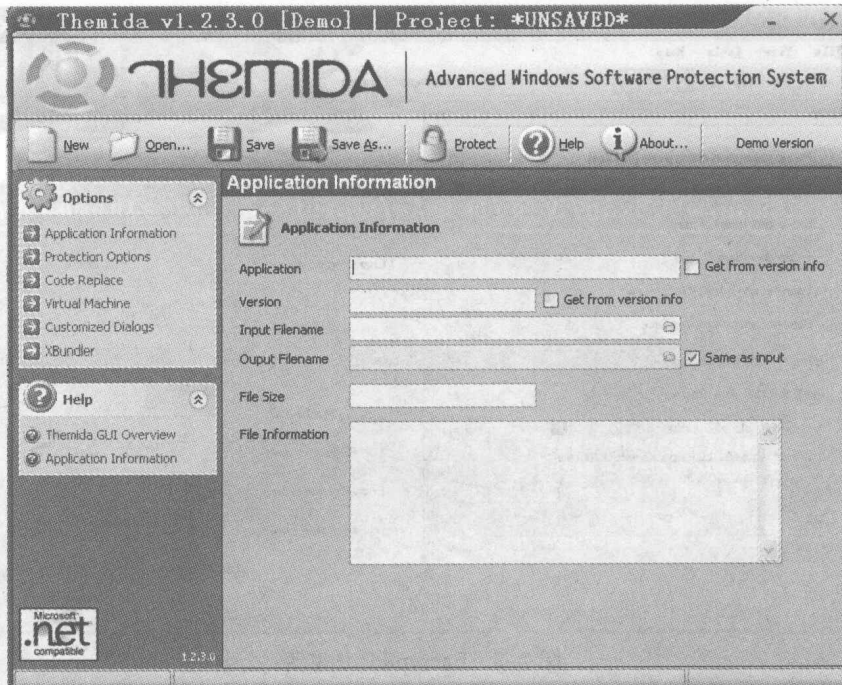 Themida v1.2.3.0 [Demo] | Project: *UNSAVED*
THEMIDA
Advanced Windows Software Protection System
New Open... Save Save As... Protect Help About... Demo Version
Options
Application Information
Protection Options
Code Replace
Virtual Machine
Customized Dialogs
XBundler
Help
Themida GUI Overview
Application Information
Microsoft
.net
compatible
1.2.3.0
Application Information
Application Information
Application Get from version info
Version Get from version info
Input Filename
Ouput Filename Same as input
File Size
File Information